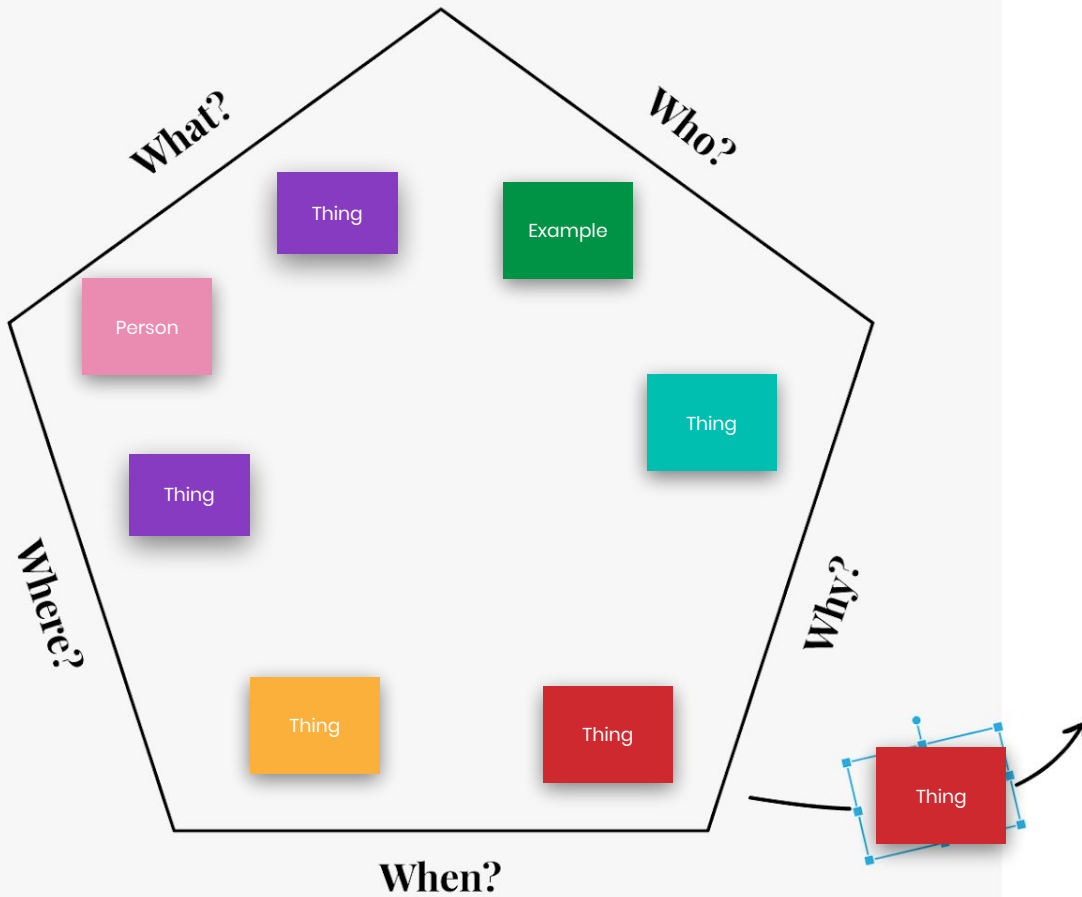 What?
Who?
Thing
Example
Person
Thing
Thing
Where?
Why?
Thing
Thing
Thing
When?